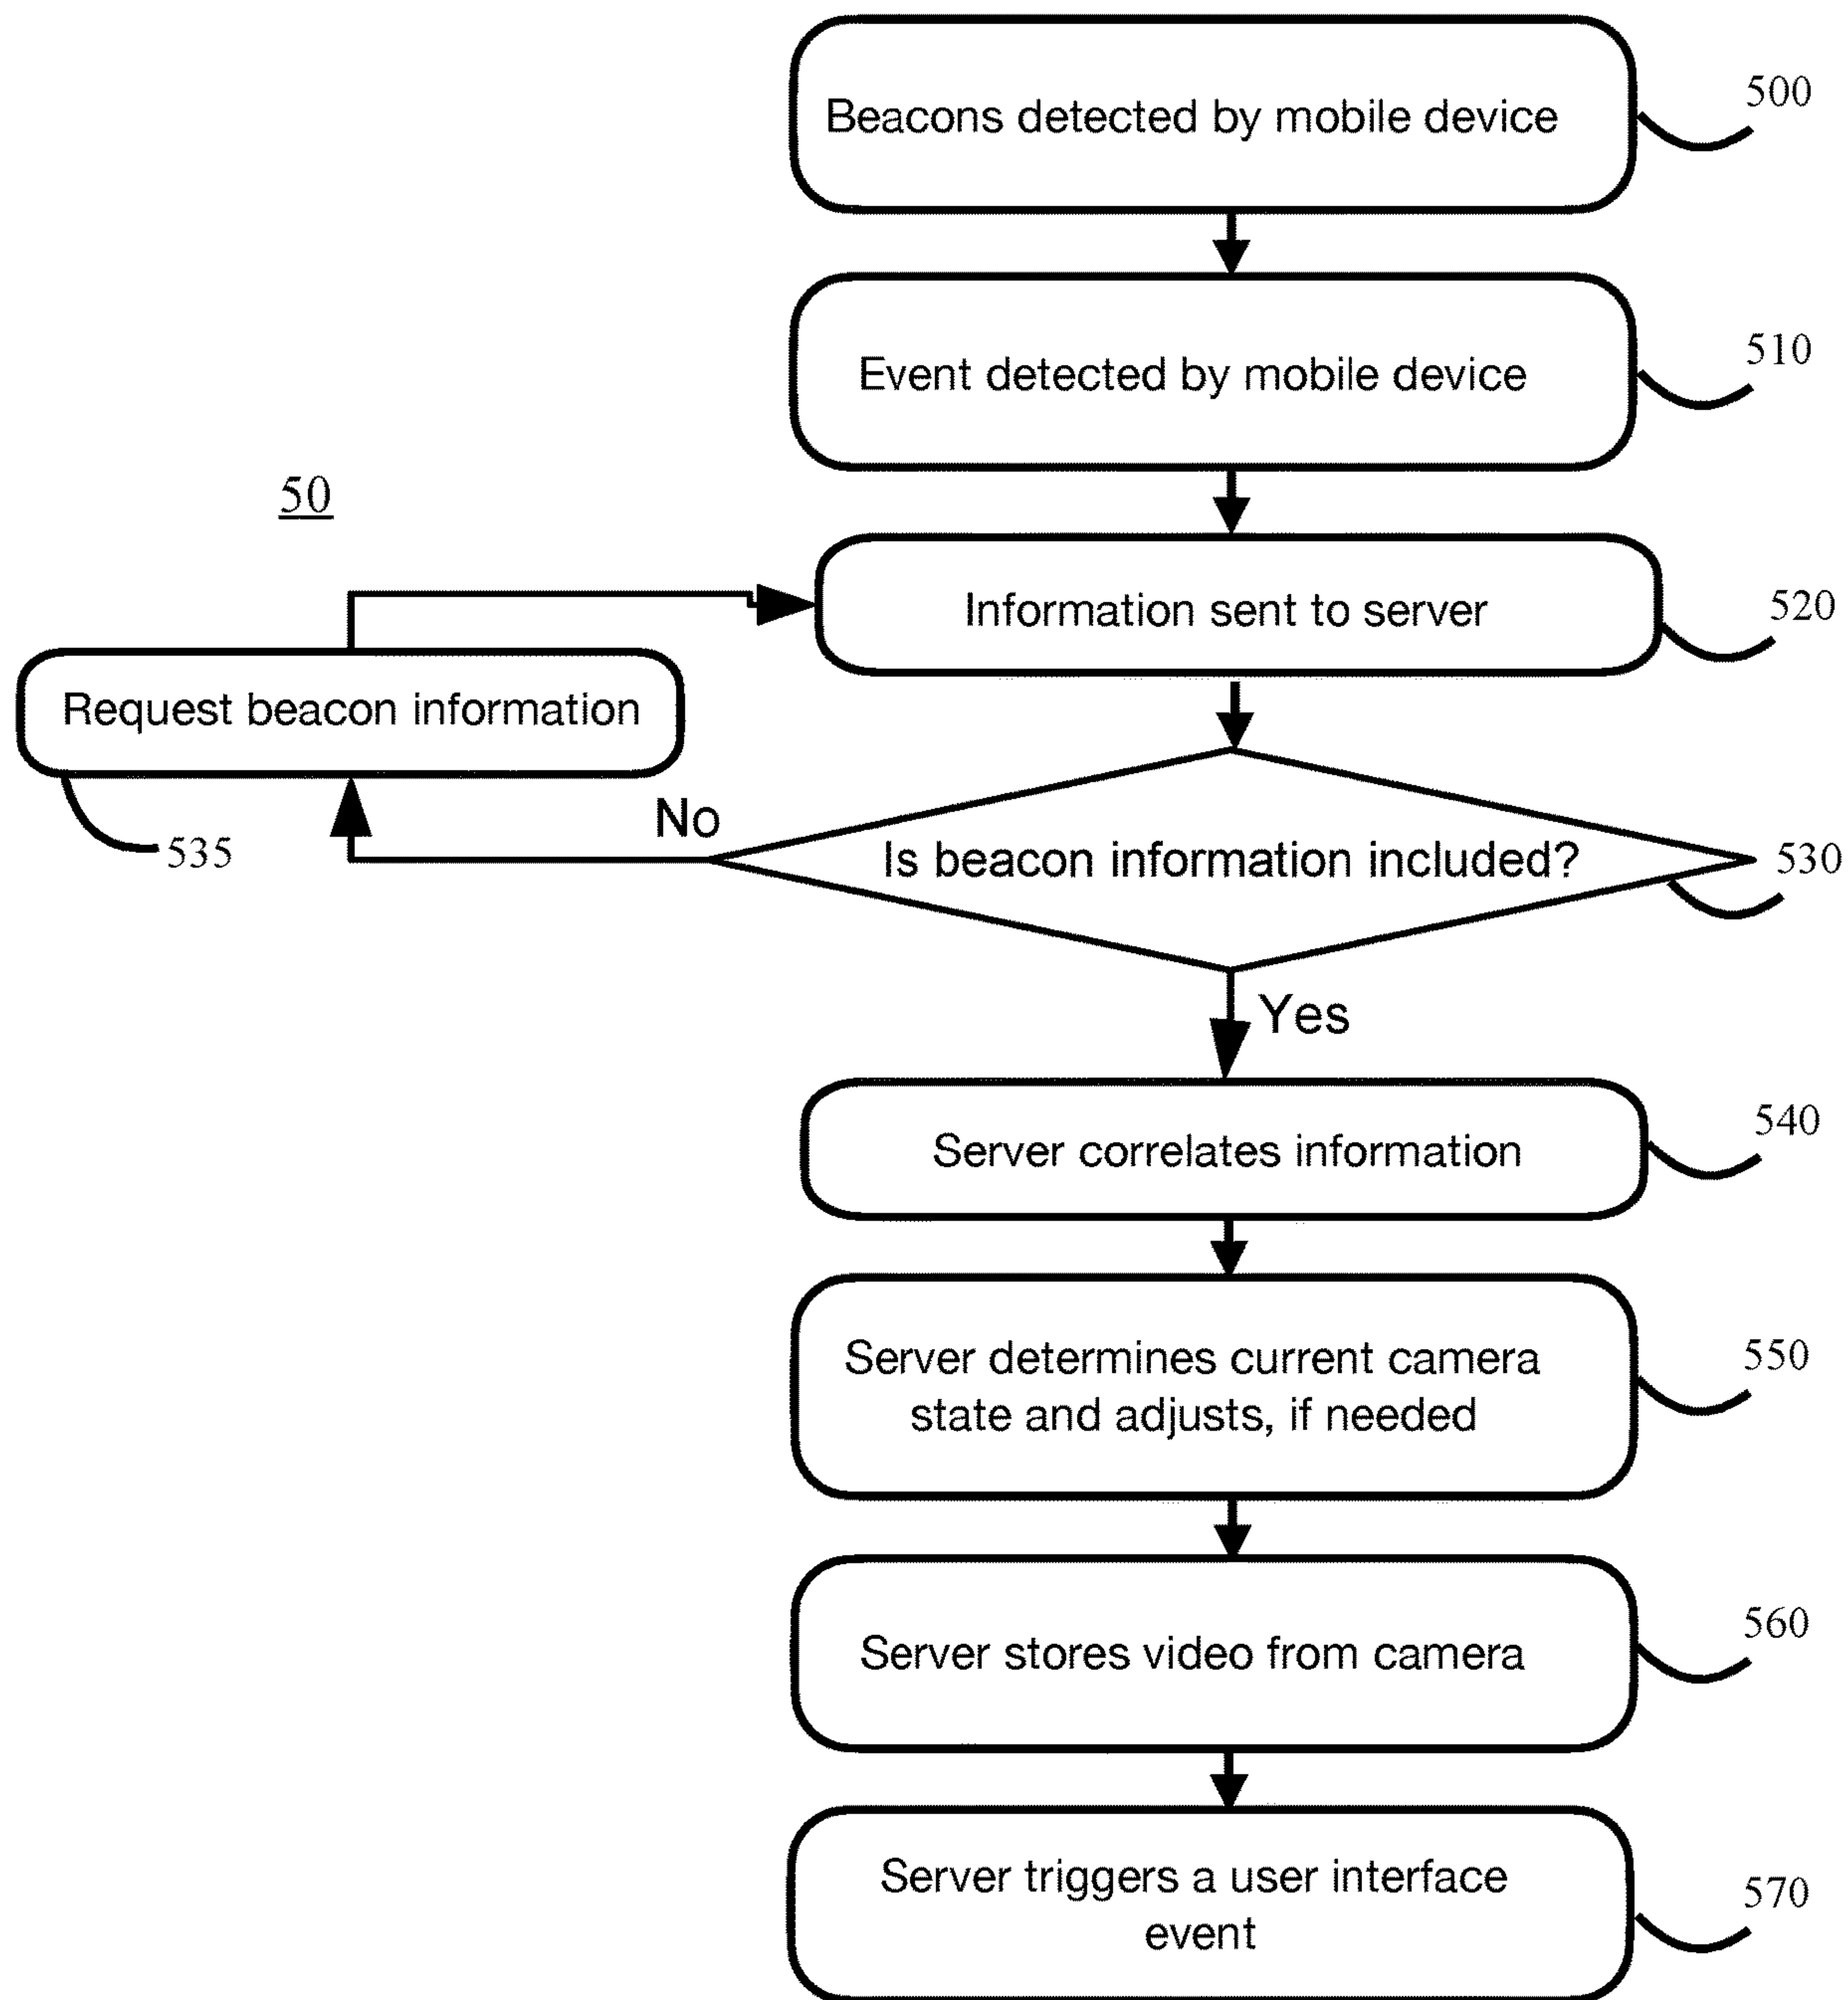 Beacons detected by mobile device
500
Event detected by mobile device
510
50
Information sent to server
520
Request beacon information
535
No
Is beacon information included?
530
Yes
Server correlates information
540
Server determines current camera
state and adjusts, if needed
550
Server stores video from camera
560
Server triggers a user interface
event
570